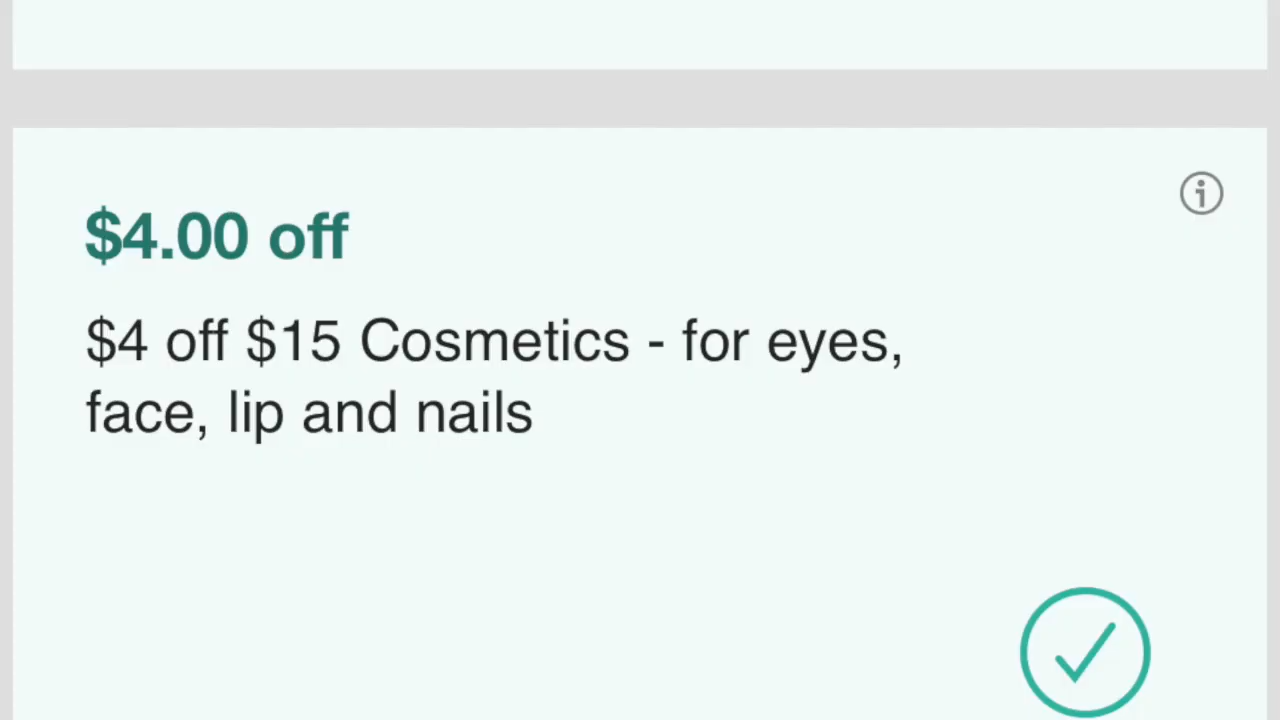 $4.00 off
$4 off $15 Cosmetics - for eyes,
face, lip and nails